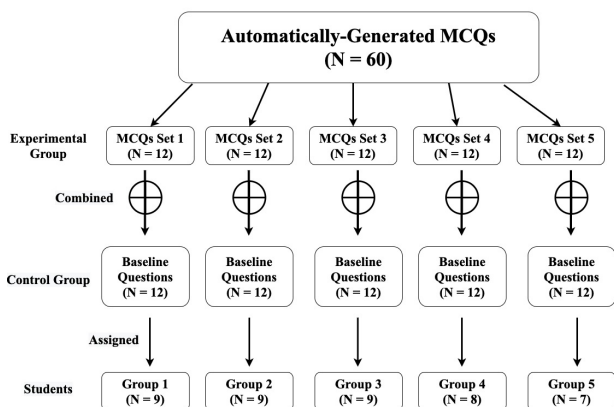 Automatically-Generated MCQs
(N = 60)
Experimental
Group
MCQs Set 1
(N = 12)
MCQs Set 2
(N = 12)
MCQs Set 3
(N = 12)
MCQs Set 4
(N = 12)
MCQs Set 5
(N = 12)
Combined
Control Group
Baseline
Questions
(N = 12)
Baseline
Questions
(N = 12)
Baseline
Questions
(N = 12)
Baseline
Questions
(N = 12)
Baseline
Questions
(N = 12)
Assigned
Students
Group 1
(N = 9)
Group 2
(N = 9)
Group 3
(N = 9)
Group 4
(N = 8)
Group 5
(N = 7)